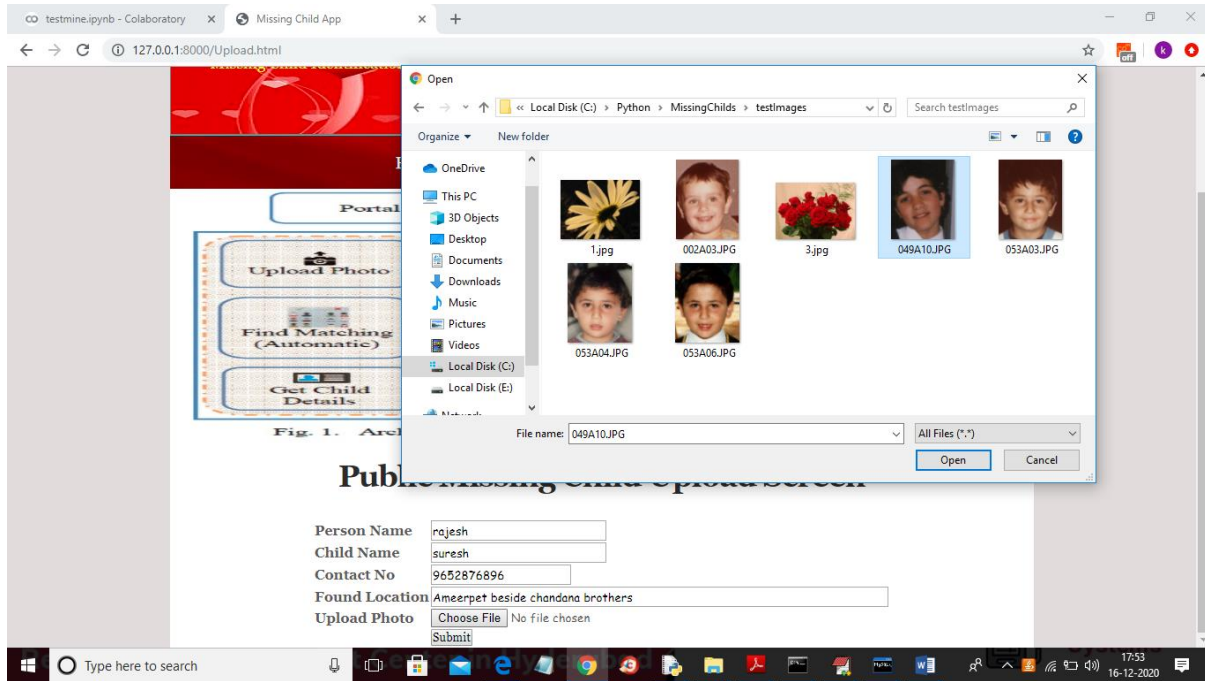 testmine.ipynb - Colaboratory
Missing Child App
127.0.0.1:8000/Upload.html
off
k
Open
« Local Disk (C:) › Python › MissingChilds › testImages
Search testImages
Organize
New folder
OneDrive
This PC
3D Objects
Desktop
Documents
Downloads
Music
Pictures
Videos
Local Disk (C:)
Local Disk (E:)
1.jpg
002A03.JPG
3.jpg
049A10.JPG
053A03.JPG
053A04.JPG
053A06.JPG
File name: 049A10.JPG
All Files (*.*)
Open
Cancel
Portal
Upload Photo
Find Matching
(Automatic)
Get Child
Details
Fig. 1.
Public Missing Child Upload Screen
Person Name rajesh
Child Name suresh
Contact No 9652876896
Found Location Ameerpet beside chandana brothers
Upload Photo Choose File No file chosen
Submit
Type here to search
17:53
16-12-2020